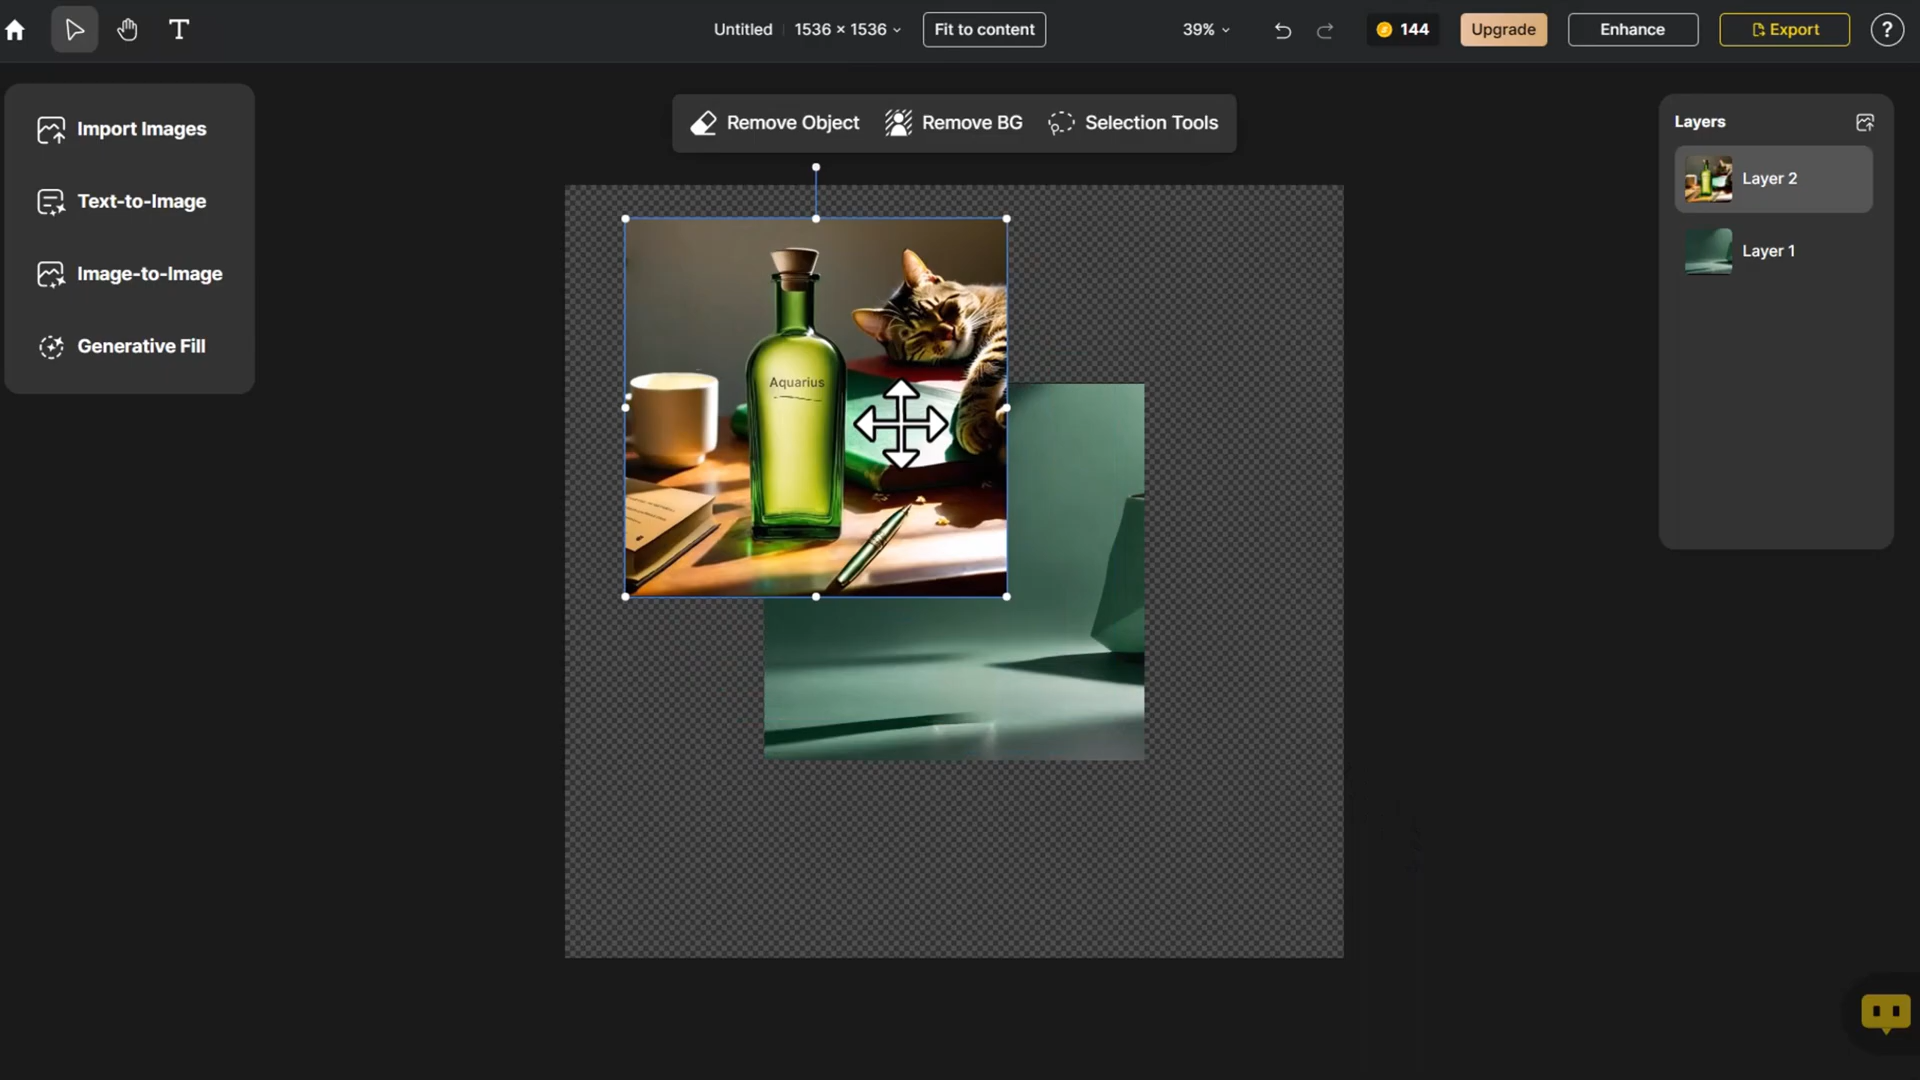 Untitled 1536 × 1536 Fit to content 39% 144 Upgrade Enhance Export ?
Import Images
Text-to-Image
Image-to-Image
Generative Fill
Remove Object Remove BG Selection Tools
Layers
Layer 2
Layer 1
Aquarius